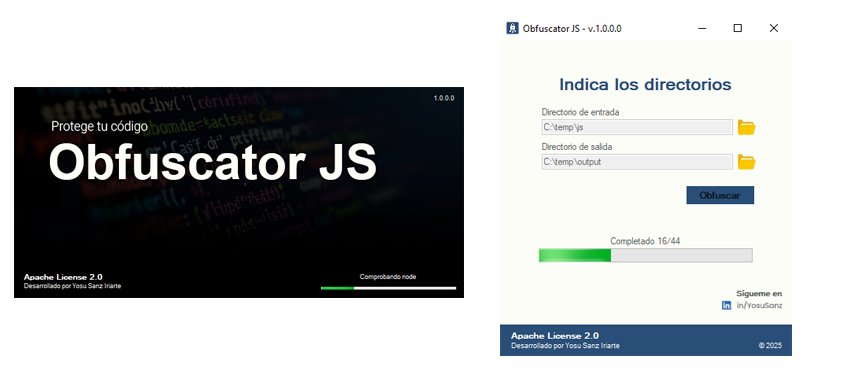 1.0.0.0
Protege tu código
Obfuscator JS
Apache License 2.0
Desarrollado por Yosu Sanz Iriarte
Comprobando node
Obfuscator JS - v.1.0.0.0
Indica los directorios
Directorio de entrada
C:\temp\js
Directorio de salida
C:\temp\output
Obfuscar
Completado 16/44
Sígueme en
in/YosuSanz
Apache License 2.0
Desarrollado por Yosu Sanz Iriarte
© 2025